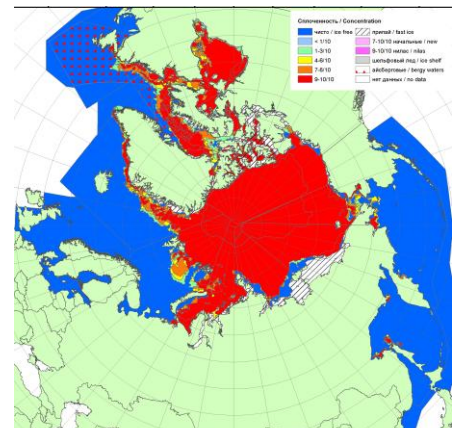 Сплоченность / Concentration
чисто / ice free
< 1/10
1-3/10
4-6/10
7-8/10
9-10/10
припай / fast ice
7-10/10 начальные / new
9-10/10 нилас / nilas
шельфовый лед / ice shelf
айсберговые / bergy waters
нет данных / no data